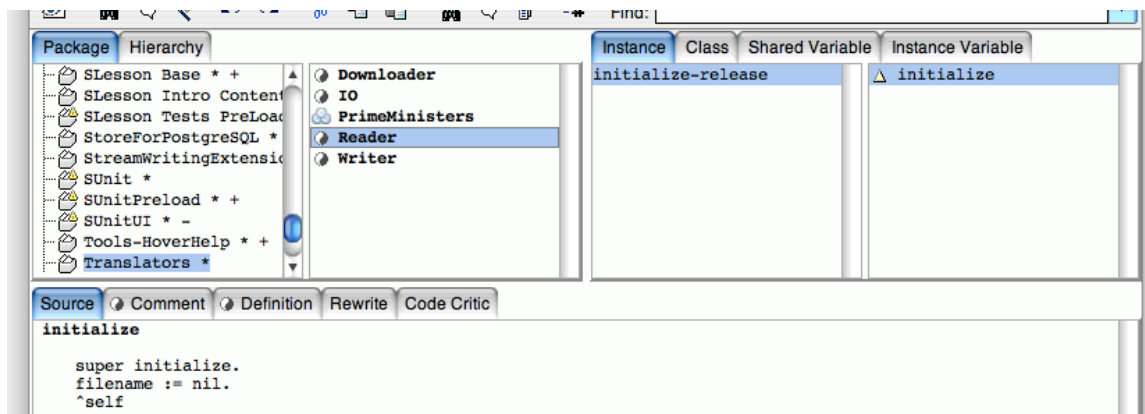 Find:
Package Hierarchy
Instance Class Shared Variable Instance Variable
SLesson Base * +
SLesson Intro Conten
SLesson Tests PreLoad
StoreForPostgreSQL *
StreamWritingExtensio
SUnit *
SUnitPreload * +
SUnitUI * -
Tools-HoverHelp * +
Translators *
Downloader
IO
PrimeMinisters
Reader
Writer
initialize-release
initialize
Source Comment Definition Rewrite Code Critic
initialize
super initialize.
filename := nil.
^self